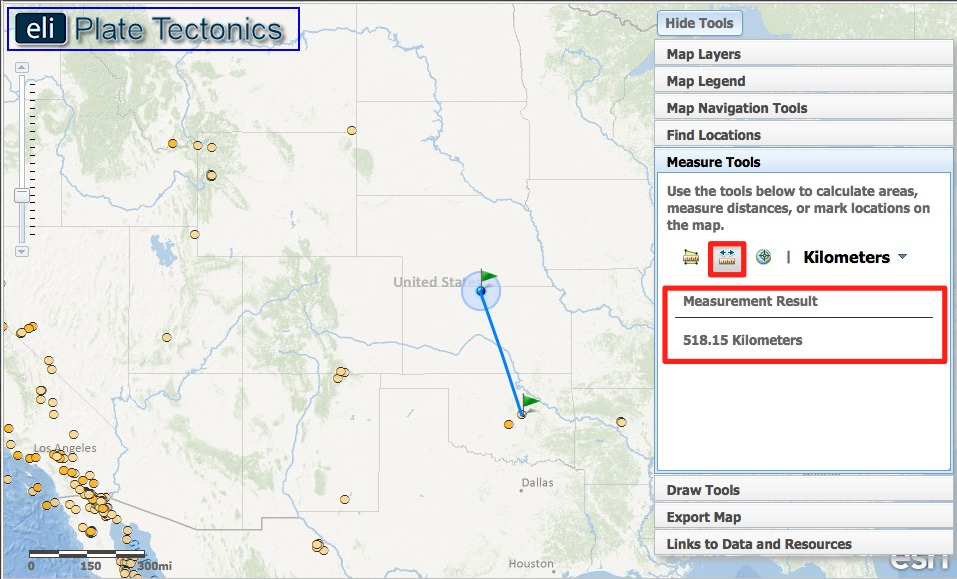 eli Plate Tectonics
Hide Tools
Map Layers
Map Legend
Map Navigation Tools
Find Locations
Measure Tools
Use the tools below to calculate areas,
measure distances, or mark locations on
the map.
| Kilometers
Measurement Result
518.15 Kilometers
United State
Los Angeles
Dallas
Houston
0 150 300mi
Draw Tools
Export Map
Links to Data and Resources
esri